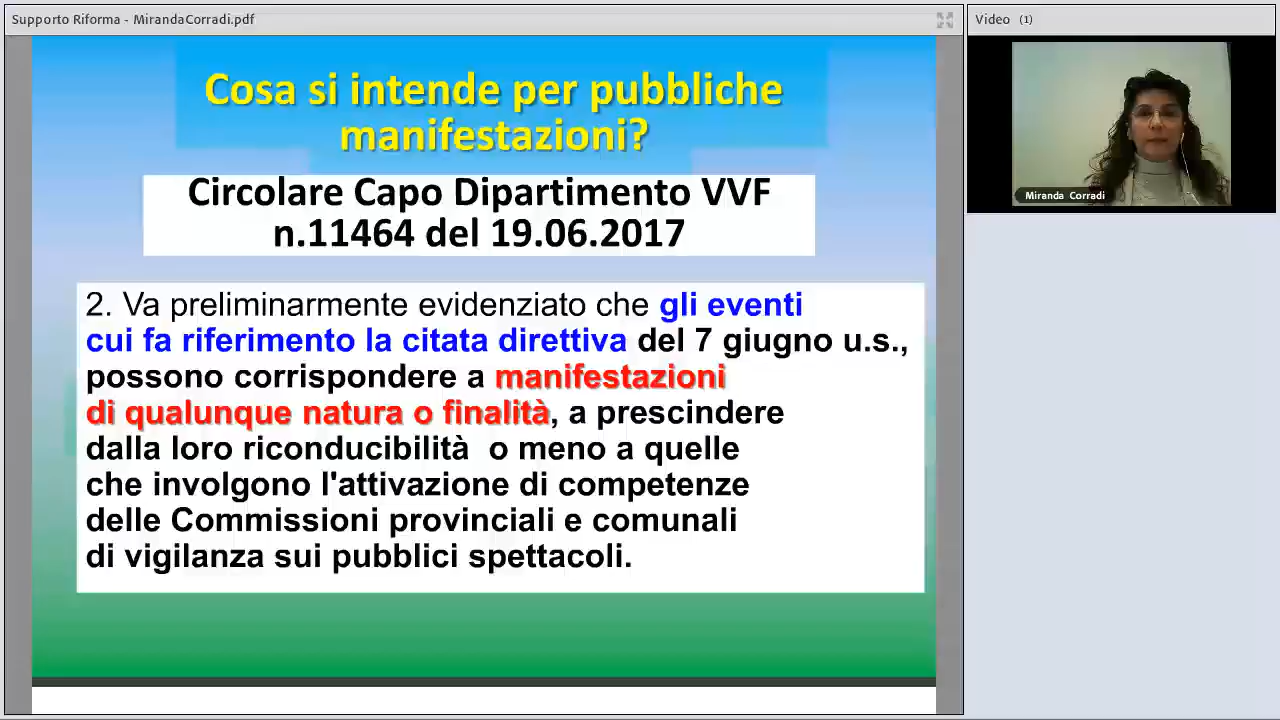 Supporto Riforma - MirandaCorradi.pdf
Video (1)
Cosa si intende per pubbliche
manifestazioni?
Circolare Capo Dipartimento VVF
n.11464 del 19.06.2017
2. Va preliminarmente evidenziato che gli eventi
cui fa riferimento la citata direttiva del 7 giugno u.s.,
possono corrispondere a manifestazioni
di qualunque natura o finalità, a prescindere
dalla loro riconducibilità o meno a quelle
che involgono l'attivazione di competenze
delle Commissioni provinciali e comunali
di vigilanza sui pubblici spettacoli.
Miranda Corradi